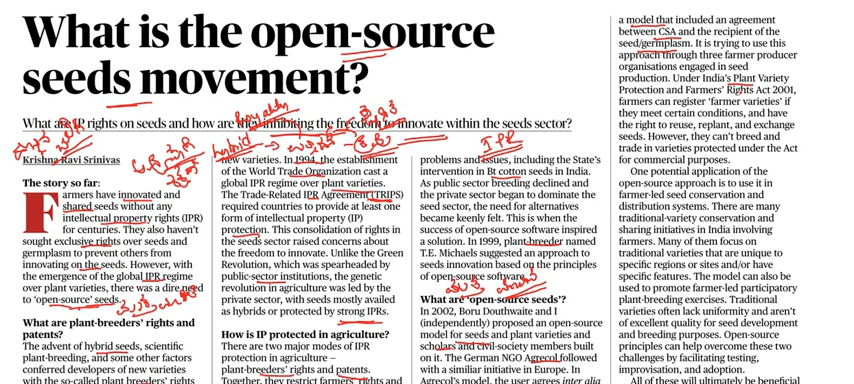 What is the open-source
seeds movement?
What are IP rights on seeds and how are they inhibiting the freedom to innovate within the seeds sector?
Krishna Ravi Srinivas
The story so far:
Farmers have innovated and
shared seeds without any
intellectual property rights (IPR)
for centuries. They also haven't
sought exclusive rights over seeds and
germplasm to prevent others from
innovating on the seeds. However, with
the emergence of the global IPR regime
over plant varieties, there was a dire need
to 'open-source' seeds.
What are plant-breeders' rights and
patents?
The advent of hybrid seeds, scientific
plant-breeding, and some other factors
conferred developers of new varieties
with the so-called plant breeders' rights
hybrid
new varieties. In 1994, the establishment
of the World Trade Organization cast a
global IPR regime over plant varieties.
The Trade-Related IPR Agreement (TRIPS)
required countries to provide at least one
form of intellectual property (IP)
protection. This consolidation of rights in
the seeds sector raised concerns about
the freedom to innovate. Unlike the Green
Revolution, which was spearheaded by
public-sector institutions, the genetic
revolution in agriculture was led by the
private sector, with seeds mostly availed
as hybrids or protected by strong IPRs.
How is IP protected in agriculture?
There are two major modes of IPR
protection in agriculture —
plant-breeders' rights and patents.
Together, they restrict farmers' rights and
IPR
problems and issues, including the State's
intervention in Bt cotton seeds in India.
As public sector breeding declined and
the private sector began to dominate the
seed sector, the need for alternatives
became keenly felt. This is when the
success of open-source software inspired
a solution. In 1999, plant-breeder named
T.E. Michaels suggested an approach to
seeds innovation based on the principles
of open-source software.
What are 'open-source seeds'?
In 2002, Boru Douthwaite and I
(independently) proposed an open-source
model for seeds and plant varieties and
scholars and civil-society members built
on it. The German NGO Agrecol followed
with a similiar initiative in Europe. In
Agrecol's model, the user agrees inter alia
a model that included an agreement
between CSA and the recipient of the
seed/germplasm. It is trying to use this
approach through three farmer producer
organisations engaged in seed
production. Under India's Plant Variety
Protection and Farmers' Rights Act 2001,
farmers can register 'farmer varieties' if
they meet certain conditions, and have
the right to reuse, replant, and exchange
seeds. However, they can't breed and
trade in varieties protected under the Act
for commercial purposes.
One potential application of the
open-source approach is to use it in
farmer-led seed conservation and
distribution systems. There are many
traditional-variety conservation and
sharing initiatives in India involving
farmers. Many of them focus on
traditional varieties that are unique to
specific regions or sites and/or have
specific features. The model can also be
used to promote farmer-led participatory
plant-breeding exercises. Traditional
varieties often lack uniformity and aren't
of excellent quality for seed development
and breeding purposes. Open-source
principles can help overcome these two
challenges by facilitating testing,
improvisation, and adoption.
All of these will ultimately be beneficial